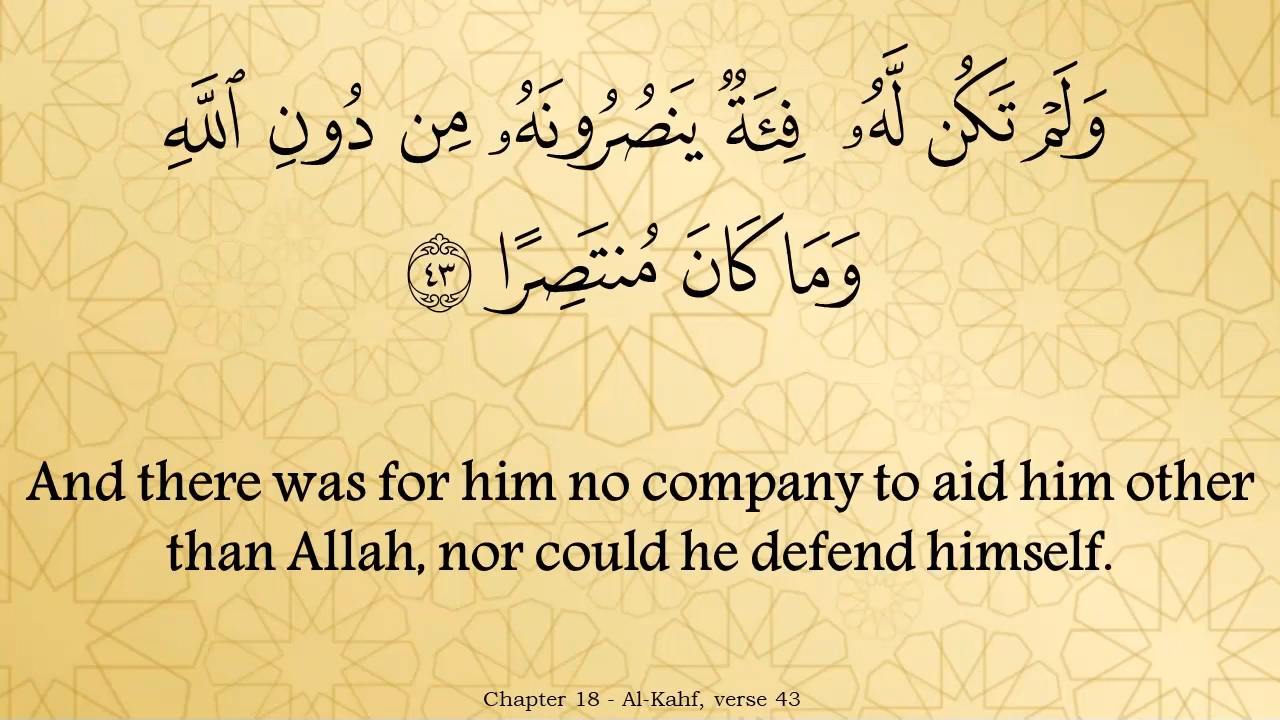 وَلَمْ تَكُن لَّهُۥ فِئَةٌ يَنصُرُونَهُۥ مِن دُونِ ٱللَّهِ
وَمَا كَانَ مُنتَصِرًا ٤٣
And there was for him no company to aid him other
than Allah, nor could he defend himself.
Chapter 18 - Al-Kahf, verse 43